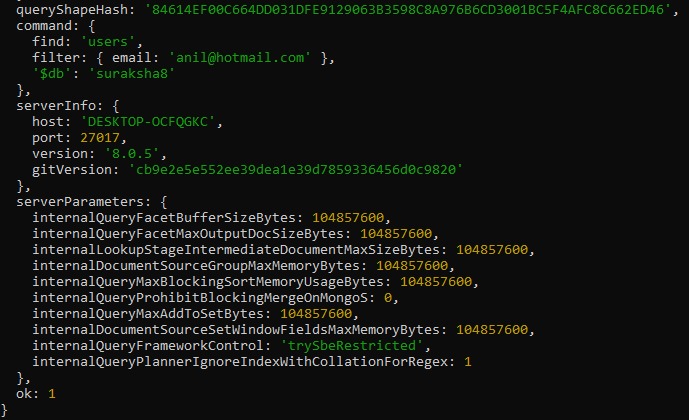 queryShapeHash: '84614EF00C664DD031DFE9129063B3598C8A976B6CD3001BC5F4AFC8C662ED46',
command: {
find: 'users',
filter: { email: 'anil@hotmail.com' },
'$db': 'suraksha8'
},
serverInfo: {
host: 'DESKTOP-OCFQGKC',
port: 27017,
version: '8.0.5',
gitVersion: 'cb9e2e5e552ee39dea1e39d7859336456d0c9820'
},
serverParameters: {
internalQueryFacetBufferSizeBytes: 104857600,
internalQueryFacetMaxOutputDocSizeBytes: 104857600,
internalLookupStageIntermediateDocumentMaxSizeBytes: 104857600,
internalDocumentSourceGroupMaxMemoryBytes: 104857600,
internalQueryMaxBlockingSortMemoryUsageBytes: 104857600,
internalQueryProhibitBlockingMergeOnMongoS: 0,
internalQueryMaxAddToSetBytes: 104857600,
internalDocumentSourceSetWindowFieldsMaxMemoryBytes: 104857600,
internalQueryFrameworkControl: 'trySbeRestricted',
internalQueryPlannerIgnoreIndexWithCollationForRegex: 1
},
ok: 1
}